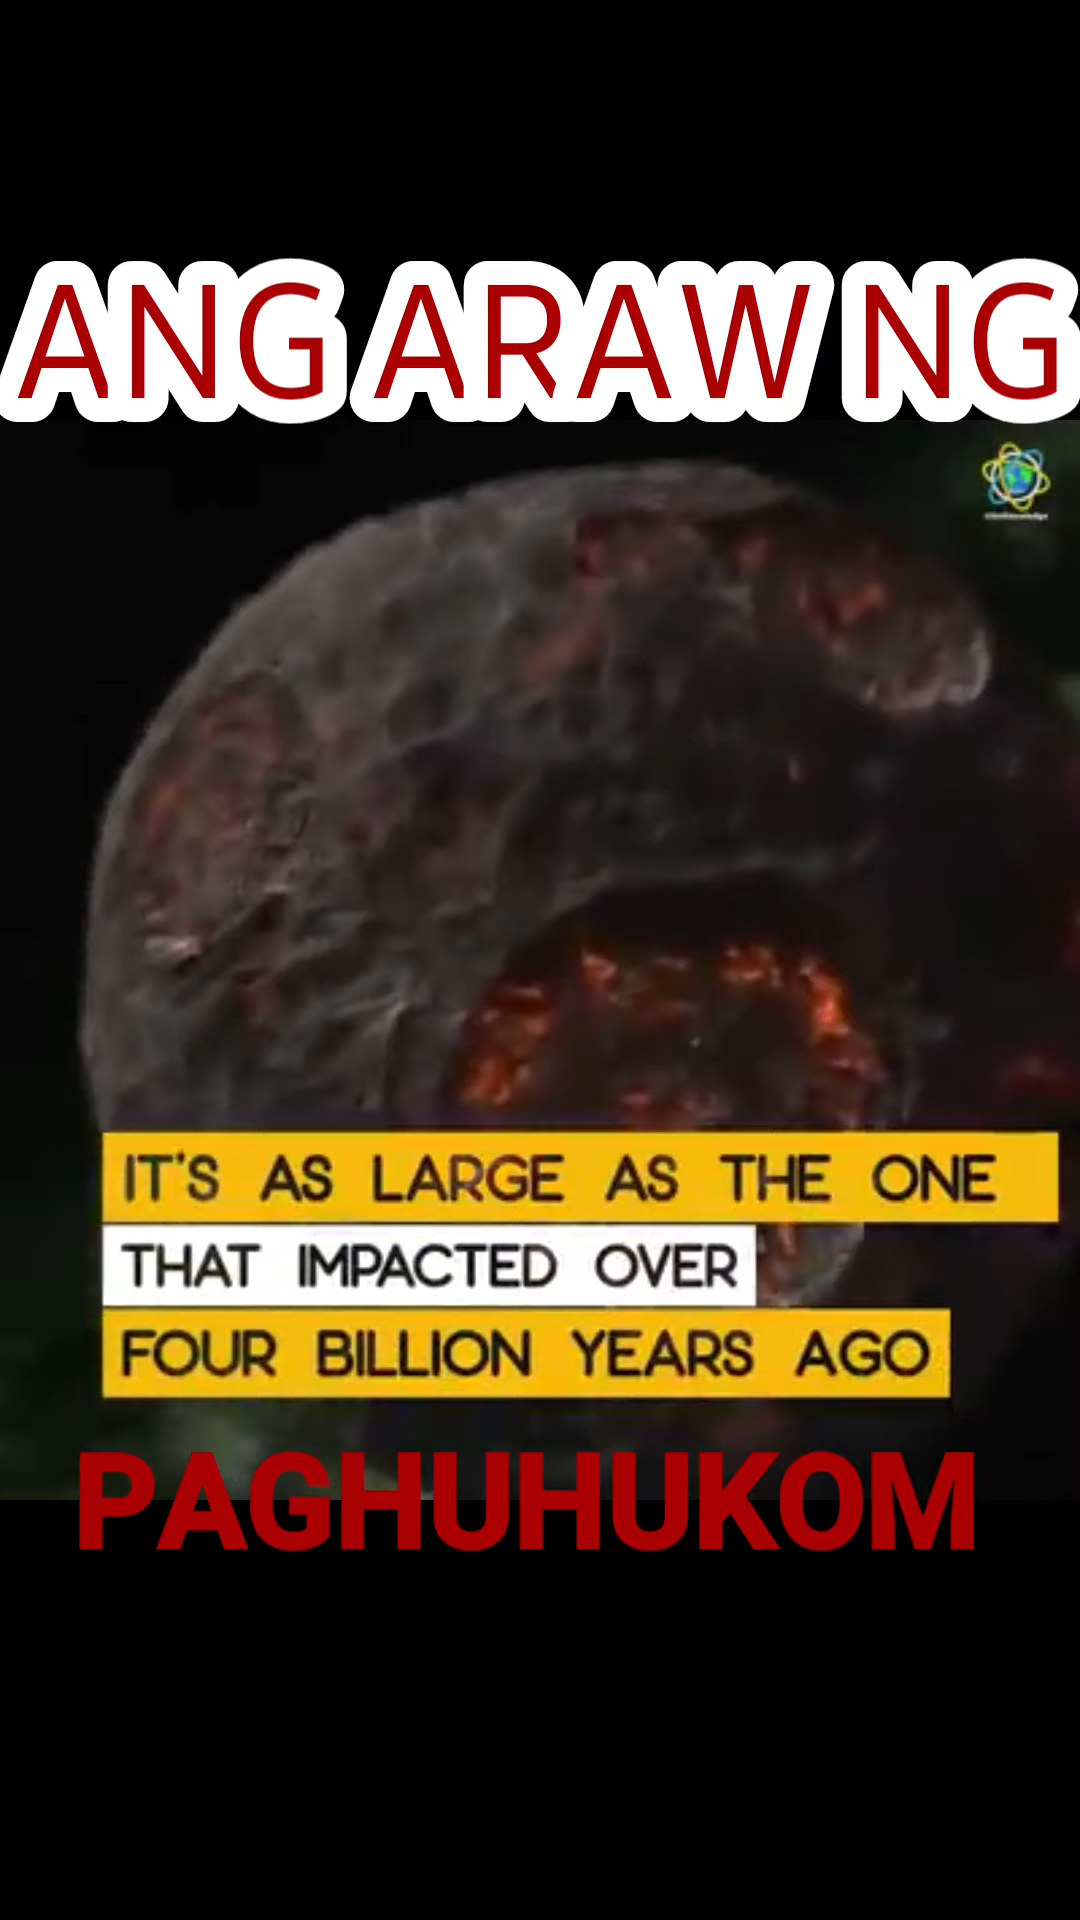 ANG ARAW NG
IT'S AS LARGE AS THE ONE
THAT IMPACTED OVER
FOUR BILLION YEARS AGO
PAGHUHUKOM